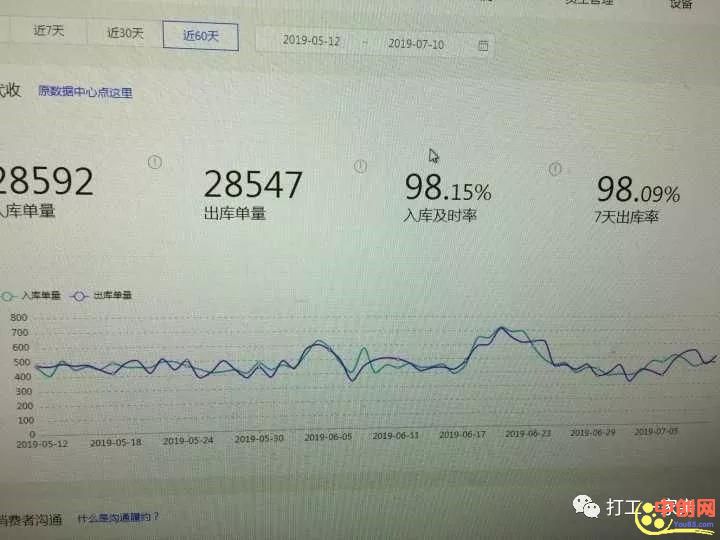 设备
近7天 近30天 近60天 2019-05-12 - 2019-07-10
代收 原数据中心点这里
28592 28547 98.15% 98.09%
入库单量 出库单量 入库及时率 7天出库率
入库单量 出库单量
800
700
600
500
400
300
200
100
0
2019-05-12 2019-05-18 2019-05-24 2019-05-30 2019-06-05 2019-06-11 2019-06-17 2019-06-23 2019-06-29 2019-07-05
消费者沟通 什么是沟通履约？
打工
中创网
You85.com